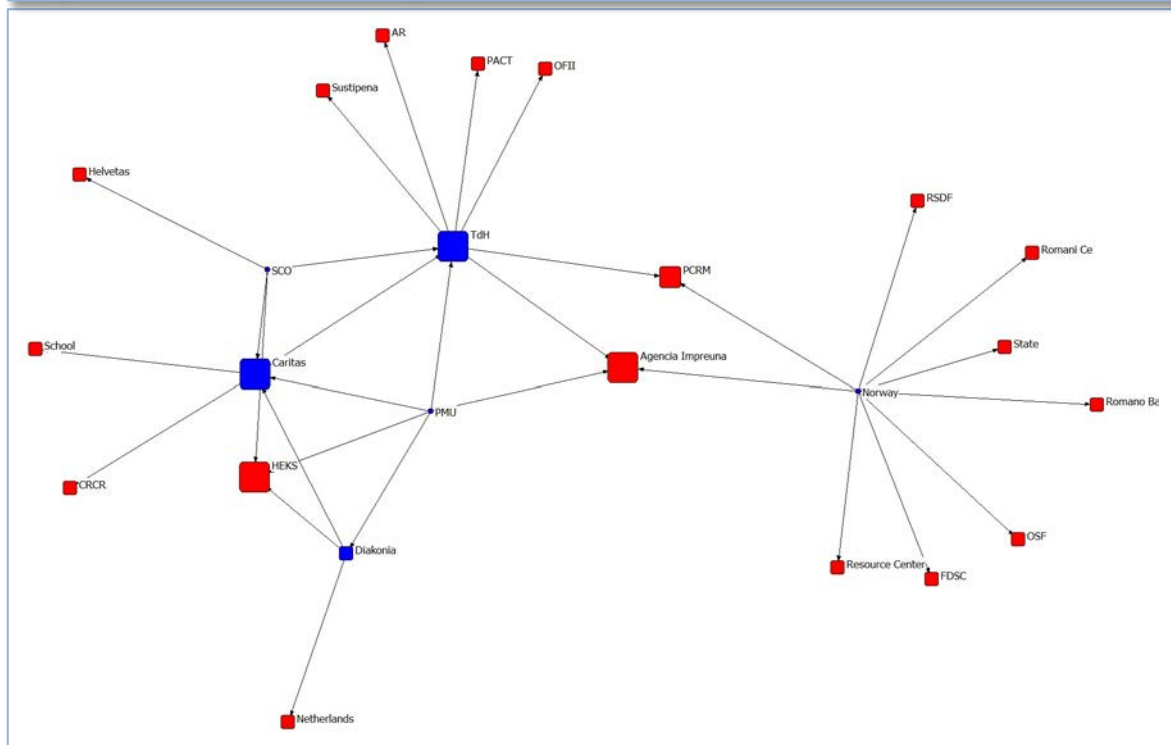 AR
PACT
OFII
Sustipena
Helvetas
RSDF
TdH
Romani Ce
SCO
PCRM
School
Caritas
Agencia Impreuna
State
Norway
Romano Ba
PMU
HEKS
CRCR
OSF
Diakonia
Resource Center
FDSC
Netherlands